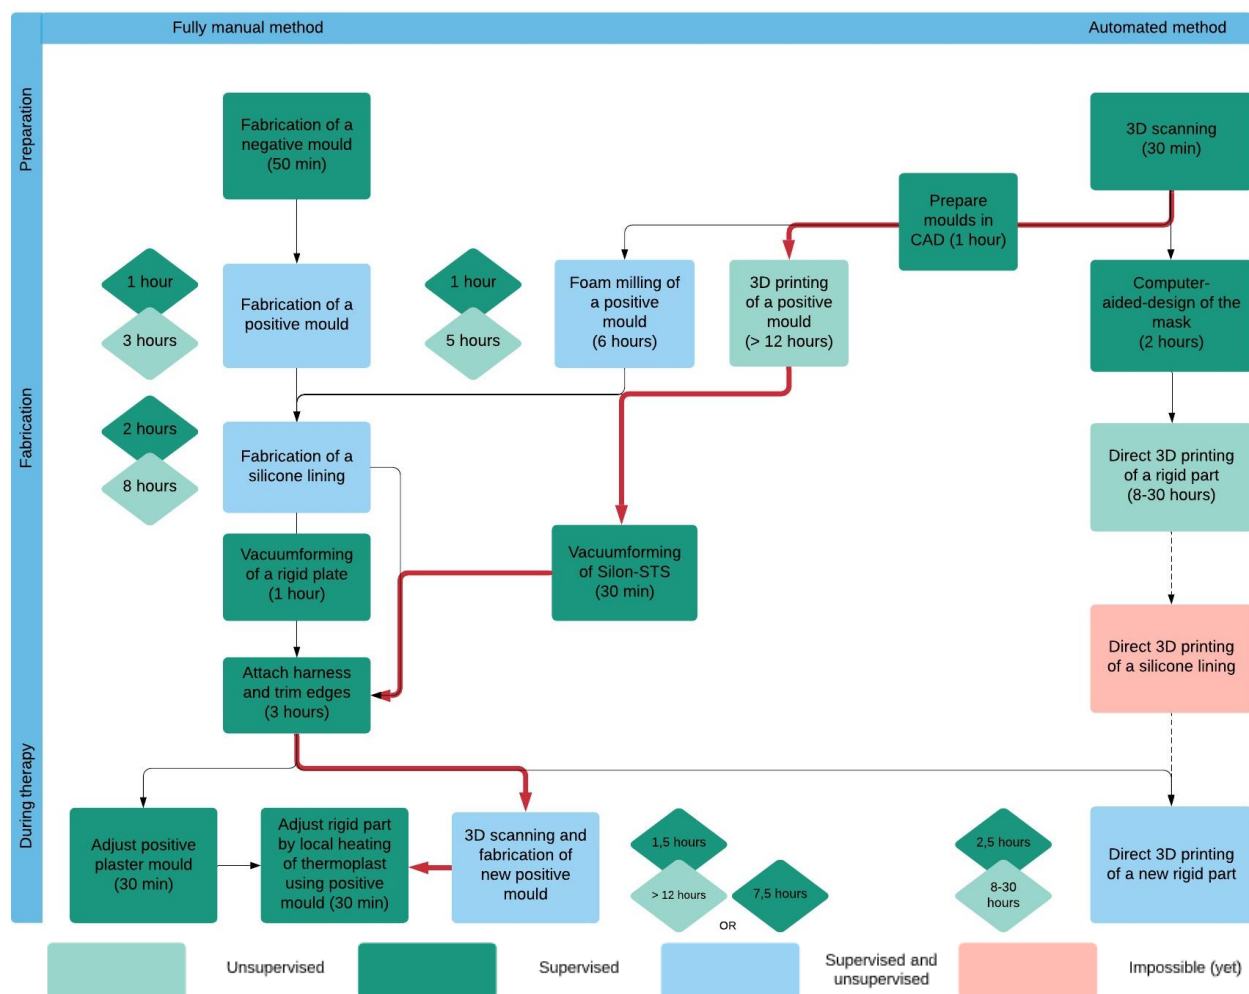 Fully manual method
Automated method
Preparation
Fabrication of a
negative mould
(50 min)
3D scanning
(30 min)
Prepare
moulds in
CAD (1 hour)
Fabrication
1 hour
3 hours
Fabrication of a
positive mould
1 hour
5 hours
Foam milling of
a positive
mould
(6 hours)
3D printing
of a positive
mould
(> 12 hours)
Computer-
aided-design of the
mask
(2 hours)
2 hours
8 hours
Fabrication of a
silicone lining
Direct 3D printing
of a rigid part
(8-30 hours)
Vacuumforming
of a rigid plate
(1 hour)
Vacuumforming
of Silon-STS
(30 min)
Direct 3D printing
of a silicone lining
Attach harness
and trim edges
(3 hours)
During therapy
Adjust positive
plaster mould
(30 min)
Adjust rigid part
by local heating
of thermoplast
using positive
mould (30 min)
3D scanning and
fabrication of
new positive
mould
1,5 hours
> 12 hours
OR
7,5 hours
2,5 hours
8-30
hours
Direct 3D printing
of a new rigid part
Unsupervised
Supervised
Supervised and
unsupervised
Impossible (yet)